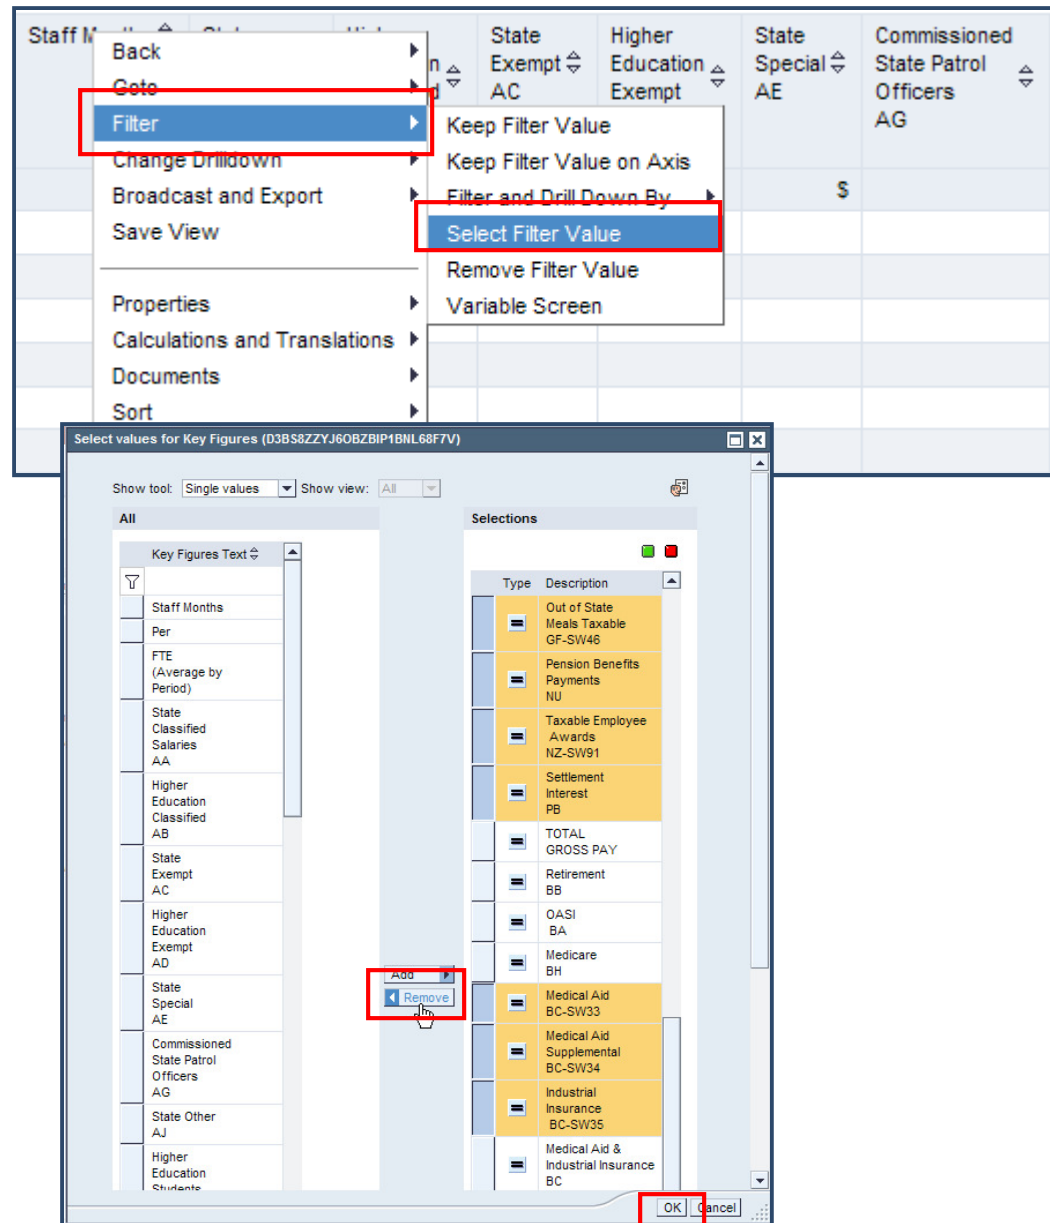 State
Higher
State
Commissioned
Exempt
Education
Special
State Patrol
AC
Exempt
AE
Officers
AG
$
Back
Goto
Filter
Change Drilldown
Broadcast and Export
Save View
Properties
Calculations and Translations
Documents
Sort
Keep Filter Value
Keep Filter Value on Axis
Filter and Drill Down By
Select Filter Value
Remove Filter Value
Variable Screen
Select values for Key Figures (D3BS8ZZYJ6OBZBIP1BNL68F7V)
Show tool: Single values Show view: All
All
Key Figures Text
Staff Months
Per
FTE
(Average by
Period)
State
Classified
Salaries
AA
Higher
Education
Classified
AB
State
Exempt
AC
Higher
Education
Exempt
AD
State
Special
AE
Commissioned
State Patrol
Officers
AG
State Other
AJ
Higher
Education
Students
Add
Remove
Selections
Type Description
Out of State
Meals Taxable
GF-SW46
Pension Benefits
Payments
NU
Taxable Employee
Awards
NZ-SW91
Settlement
Interest
PB
TOTAL
GROSS PAY
Retirement
BB
OASI
BA
Medicare
BH
Medical Aid
BC-SW33
Medical Aid
Supplemental
BC-SW34
Industrial
Insurance
BC-SW35
Medical Aid &
Industrial Insurance
BC
OK Cancel